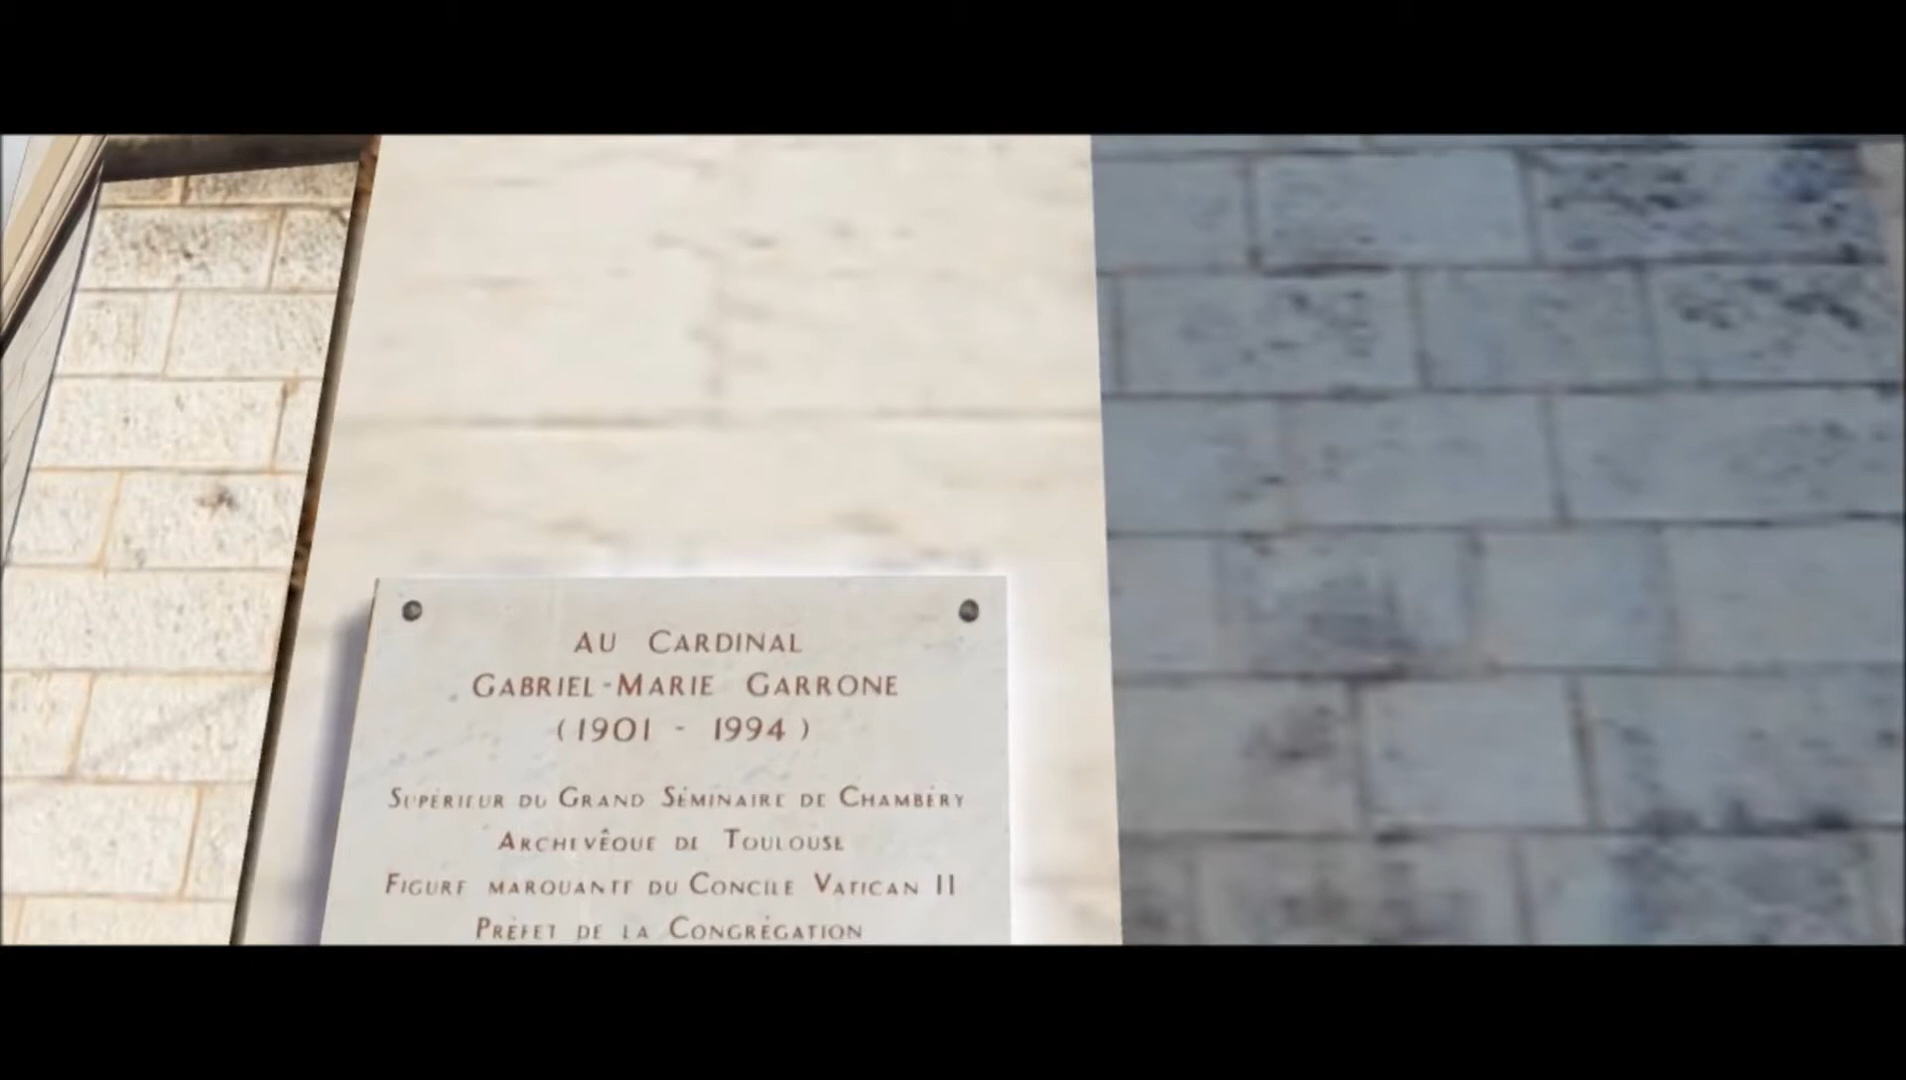 AU CARDINAL
GABRIEL-MARIE GARRONE
(1901 - 1994)
SUPÉRIEUR DU GRAND SÉMINAIRE DE CHAMBÉRY
ARCHEVÊQUE DE TOULOUSE
FIGURE MARQUANTE DU CONCILE VATICAN II
PRÉFET DE LA CONGRÉGATION